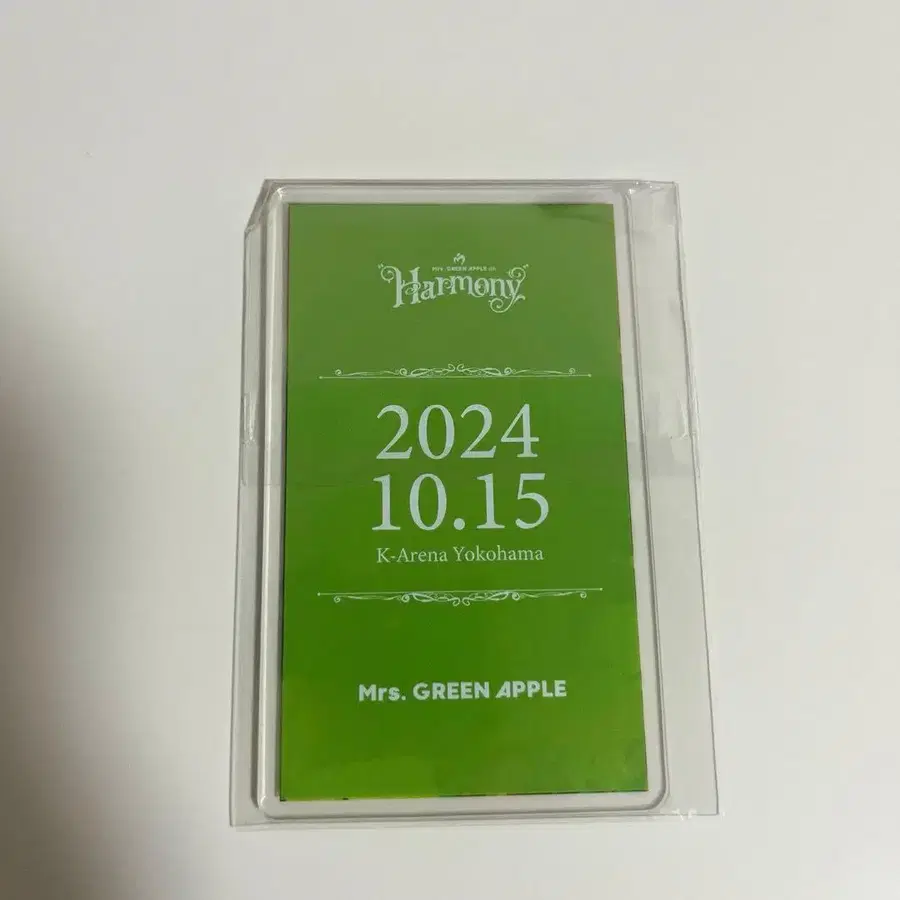 Mrs. GREEN APPLE on
"Harmony"
2024
10.15
K-Arena Yokohama
Mrs. GREEN APPLE